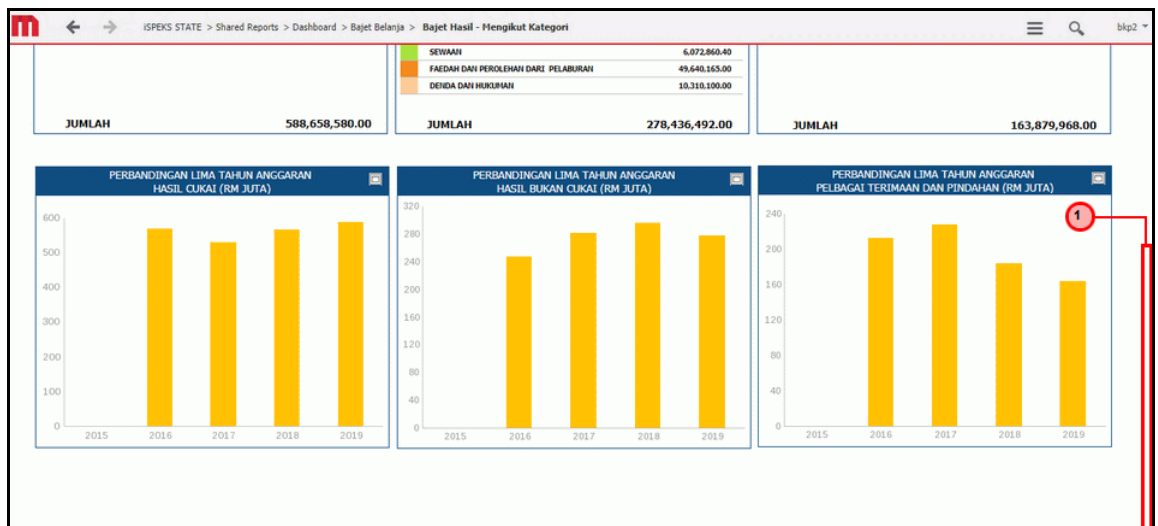 iSPEKS STATE > Shared Reports > Dashboard > Bajet Belanja > Bajet Hasil - Mengikut Kategori
bkp2
SEWAAN 6,072,860.40
FAEDAH DAN PEROLEHAN DARI PELABURAN 49,640,165.00
DENDA DAN HUKUMAN 10,310,100.00
JUMLAH 588,658,580.00
JUMLAH 278,436,492.00
JUMLAH 163,879,968.00
PERBANDINGAN LIMA TAHUN ANGGARAN
HASIL CUKAI (RM JUTA)
600
500
400
300
200
100
0
2015 2016 2017 2018 2019
PERBANDINGAN LIMA TAHUN ANGGARAN
HASIL BUKAN CUKAI (RM JUTA)
320
280
240
200
160
120
80
40
0
2015 2016 2017 2018 2019
PERBANDINGAN LIMA TAHUN ANGGARAN
PELBAGAI TERIMAAN DAN PINDAHAN (RM JUTA)
240
200
160
120
80
40
0
2015 2016 2017 2018 2019
1